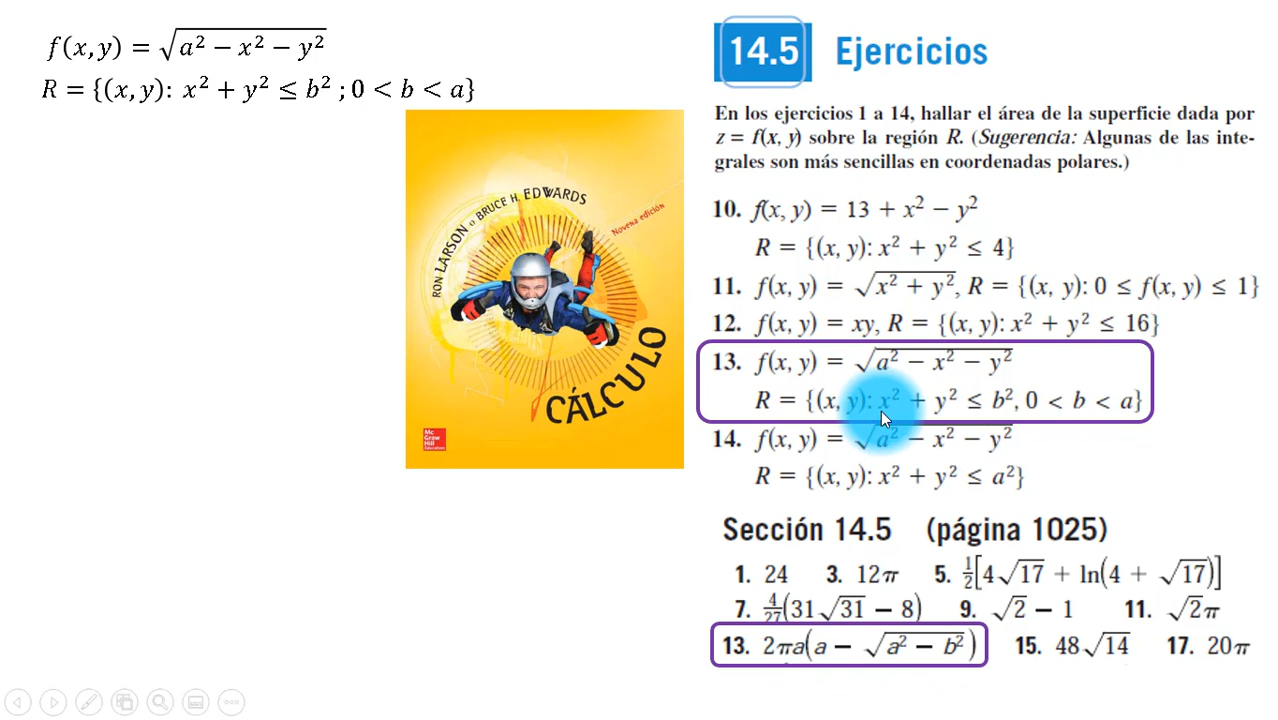 f(x, y) = √(a² − x² − y²)
R = {(x, y): x² + y² ≤ b² ; 0 < b < a}
RON LARSON o BRUCE H. EDWARDS
Novena edición
CÁLCULO
Mc
Graw
Hill
Education
14.5 Ejercicios
En los ejercicios 1 a 14, hallar el área de la superficie dada por
z = f(x, y) sobre la región R. (Sugerencia: Algunas de las inte-
grales son más sencillas en coordenadas polares.)
10. f(x, y) = 13 + x² − y²
R = {(x, y): x² + y² ≤ 4}
11. f(x, y) = √(x² + y²), R = {(x, y): 0 ≤ f(x, y) ≤ 1}
12. f(x, y) = xy, R = {(x, y): x² + y² ≤ 16}
13. f(x, y) = √(a² − x² − y²)
R = {(x, y): x² + y² ≤ b², 0 < b < a}
14. f(x, y) = √(a² − x² − y²)
R = {(x, y): x² + y² ≤ a²}
Sección 14.5 (página 1025)
1. 24 3. 12π 5. ½[4√17 + ln(4 + √17)]
7. 4/27(31√31 − 8) 9. √2 − 1 11. √2π
13. 2πa(a − √(a² − b²)) 15. 48√14 17. 20π